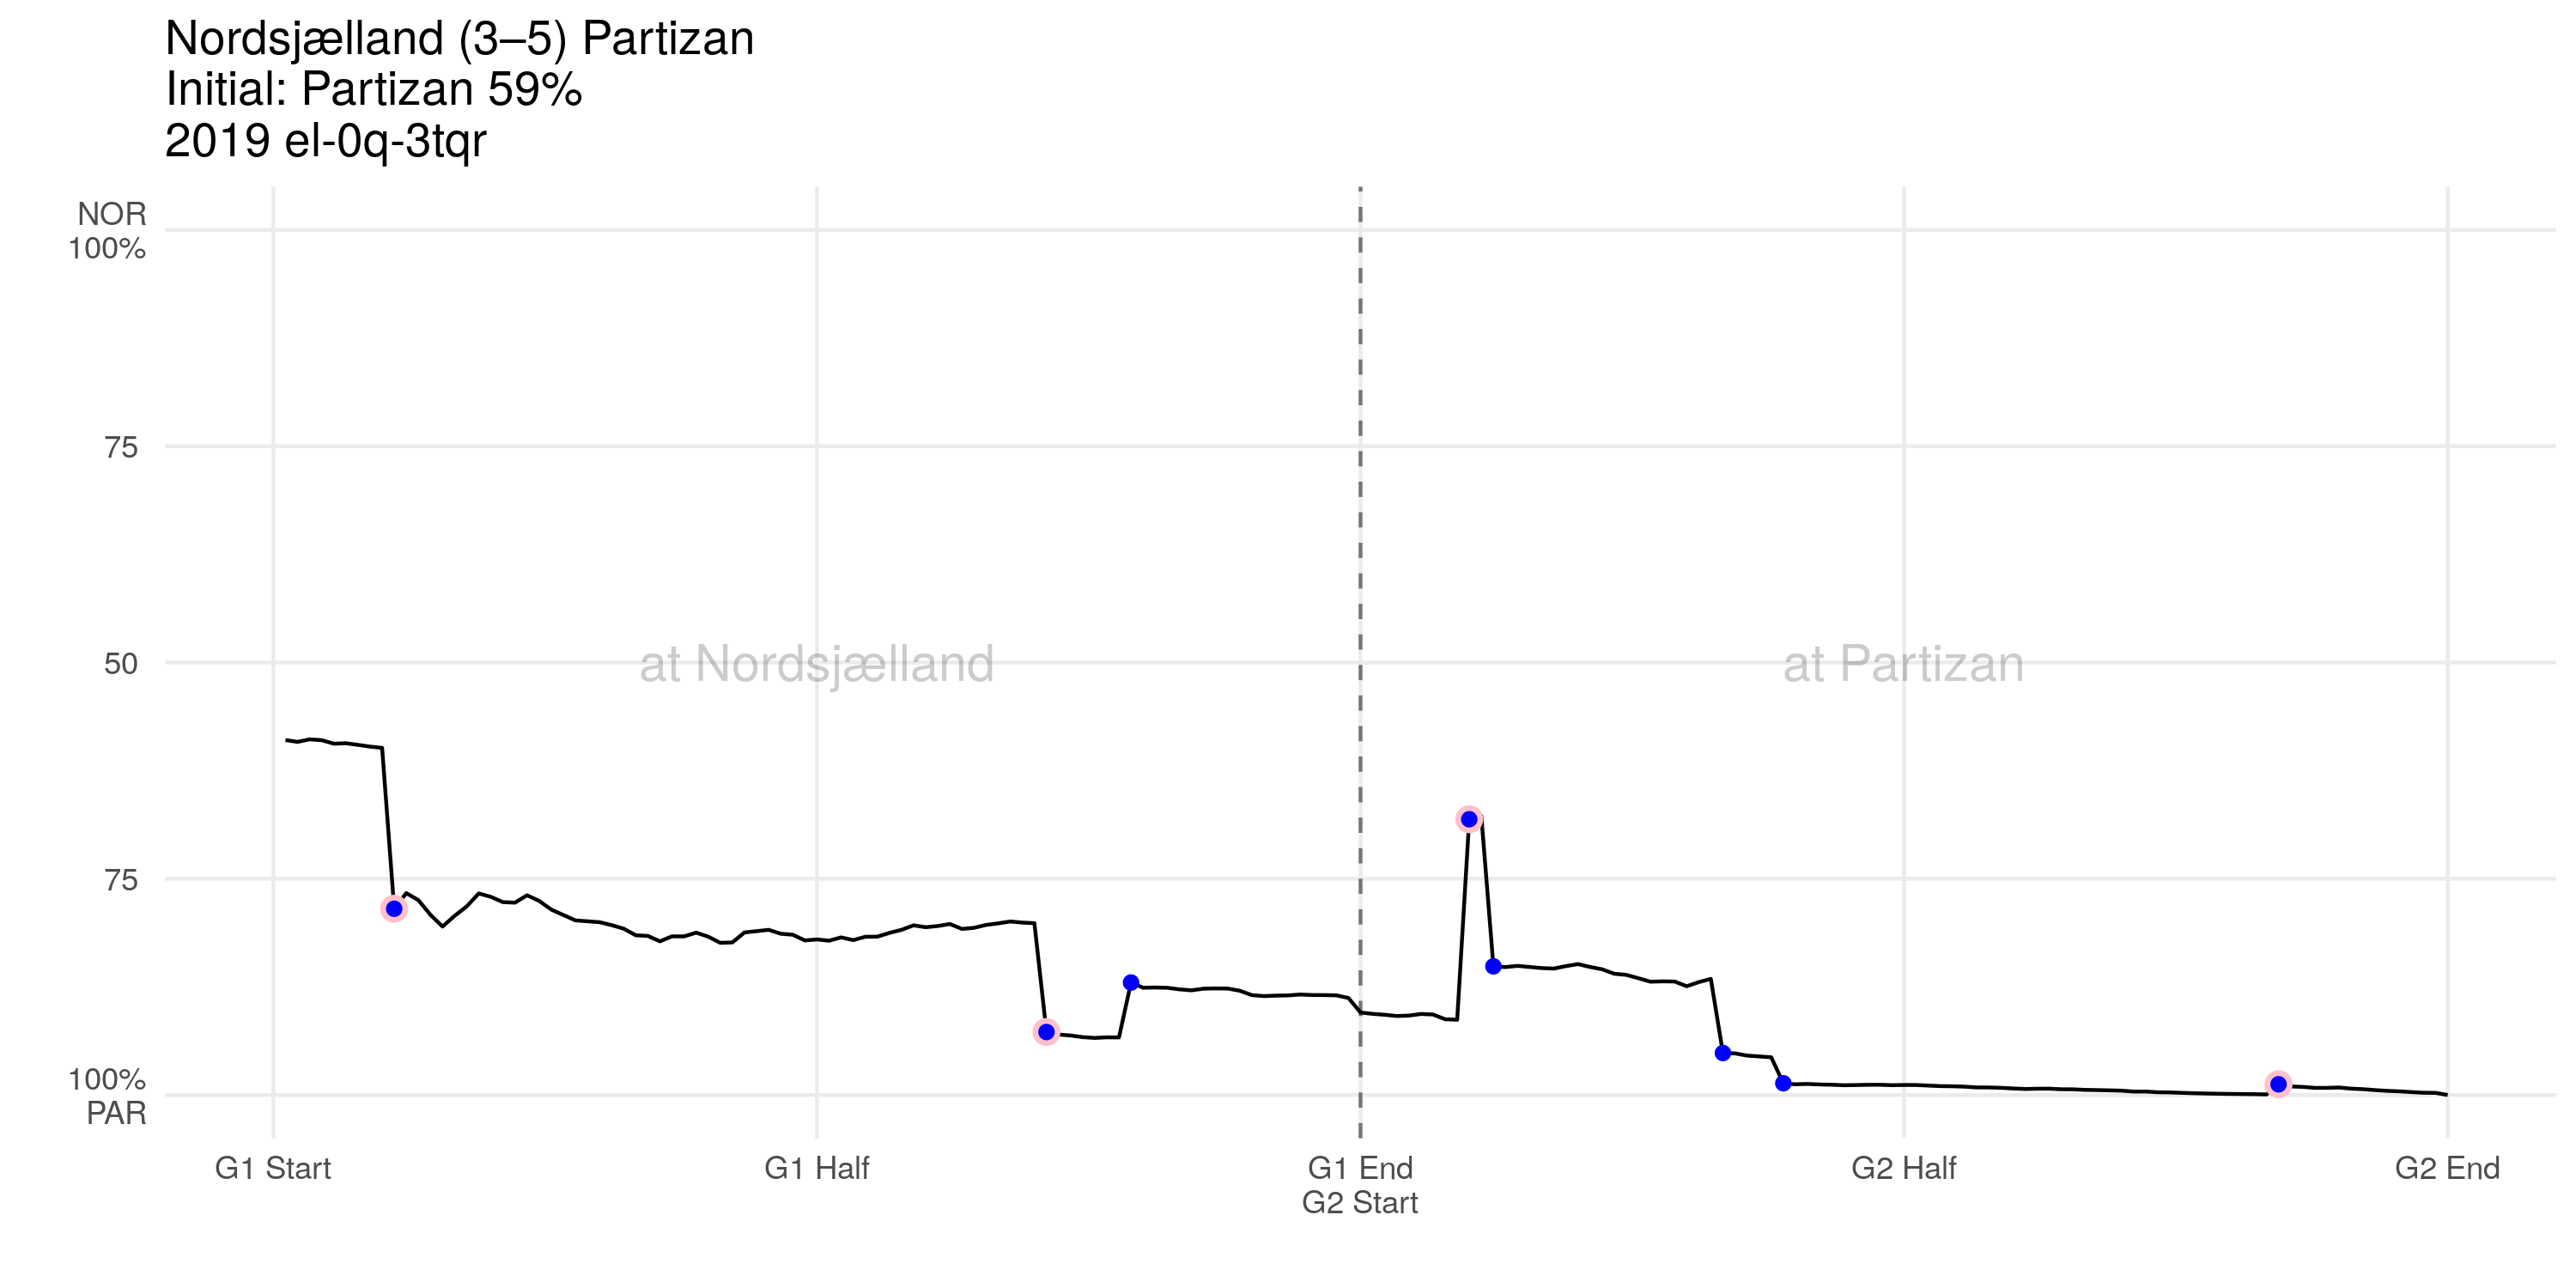 Nordsjælland (3–5) Partizan
Initial: Partizan 59%
2019 el-0q-3tqr
NOR
100%
75
50
75
100%
PAR
at Nordsjælland
at Partizan
G1 Start
G1 Half
G1 End
G2 Start
G2 Half
G2 End